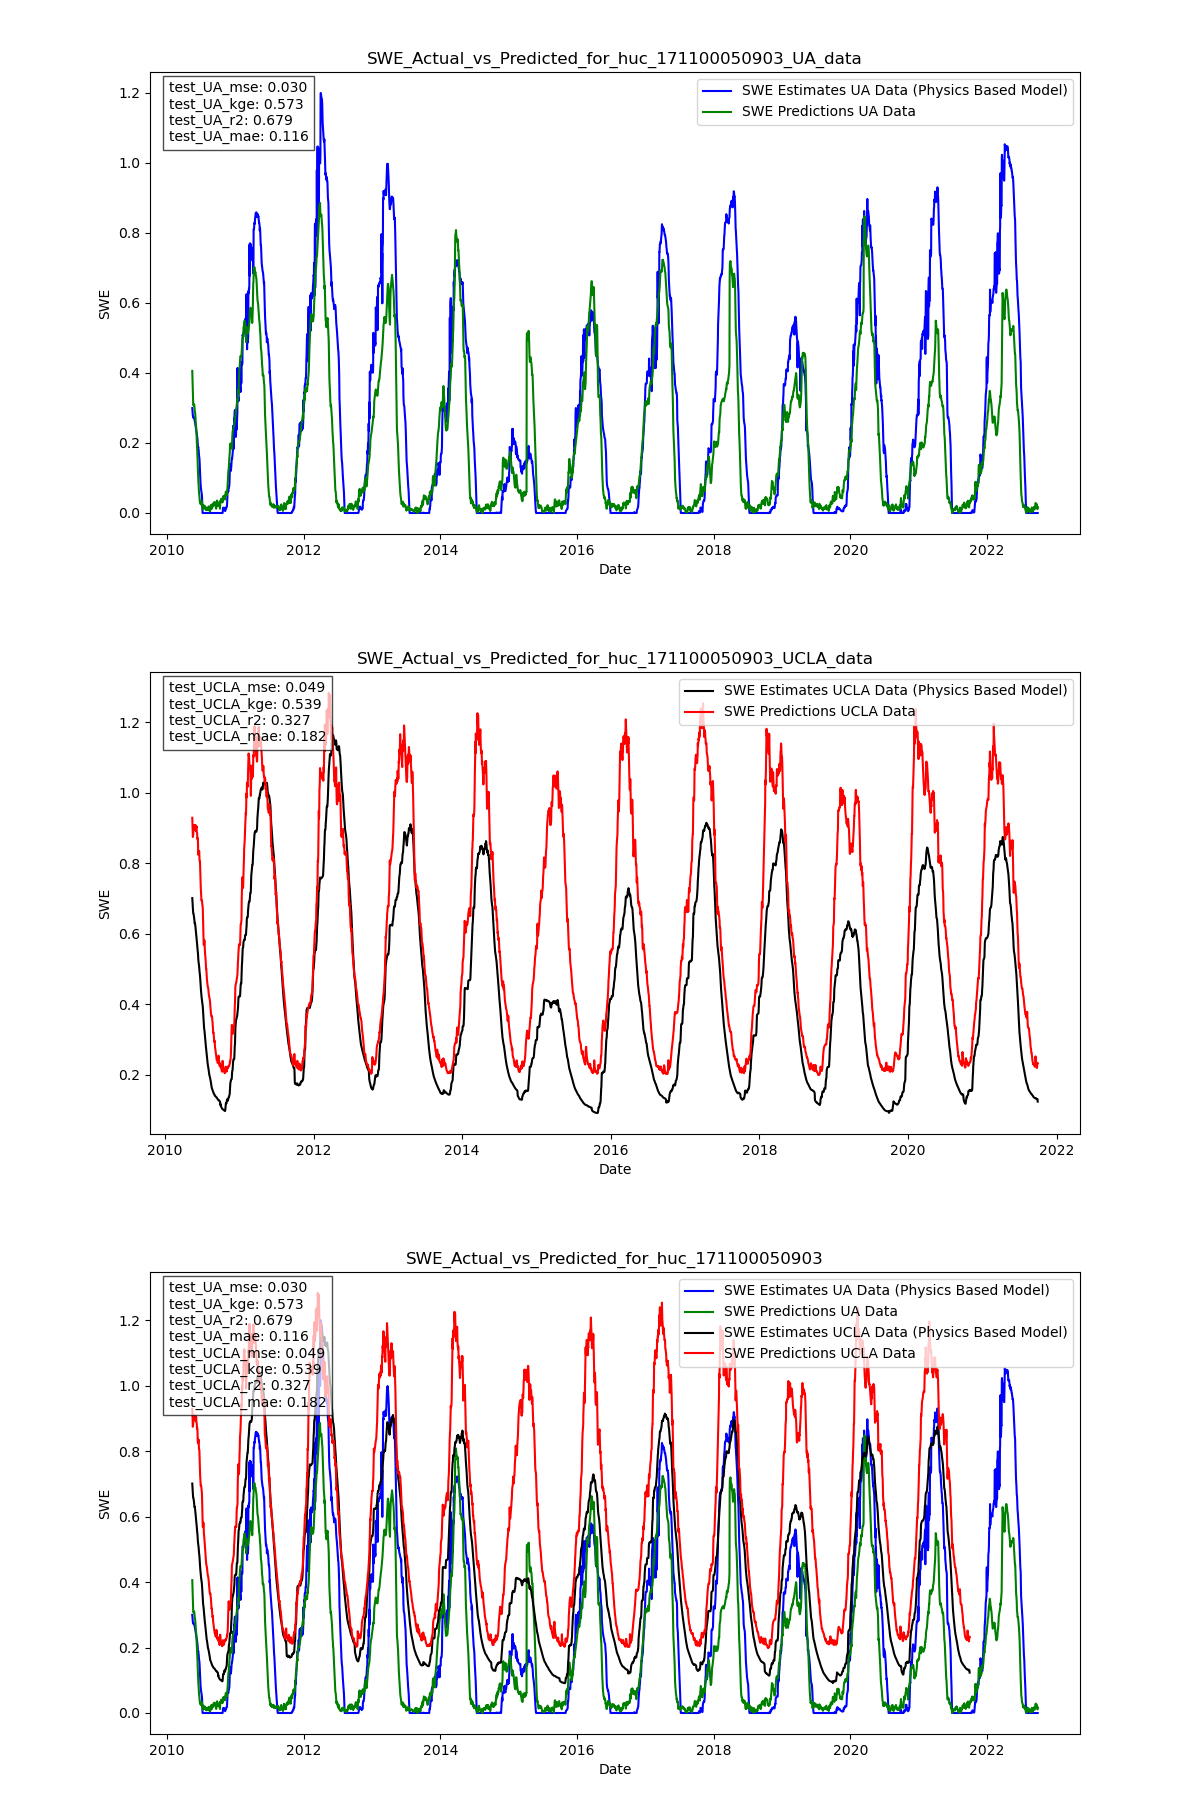 SWE_Actual_vs_Predicted_for_huc_171100050903_UA_data
test_UA_mse: 0.030
test_UA_kge: 0.573
test_UA_r2: 0.679
test_UA_mae: 0.116
SWE Estimates UA Data (Physics Based Model)
SWE Predictions UA Data
1.2
1.0
0.8
0.6
0.4
0.2
0.0
SWE
2010 2012 2014 2016 2018 2020 2022
Date
SWE_Actual_vs_Predicted_for_huc_171100050903_UCLA_data
test_UCLA_mse: 0.049
test_UCLA_kge: 0.539
test_UCLA_r2: 0.327
test_UCLA_mae: 0.182
SWE Estimates UCLA Data (Physics Based Model)
SWE Predictions UCLA Data
1.2
1.0
0.8
0.6
0.4
0.2
SWE
2010 2012 2014 2016 2018 2020 2022
Date
SWE_Actual_vs_Predicted_for_huc_171100050903
test_UA_mse: 0.030
test_UA_kge: 0.573
test_UA_r2: 0.679
test_UA_mae: 0.116
test_UCLA_mse: 0.049
test_UCLA_kge: 0.539
test_UCLA_r2: 0.327
test_UCLA_mae: 0.182
SWE Estimates UA Data (Physics Based Model)
SWE Predictions UA Data
SWE Estimates UCLA Data (Physics Based Model)
SWE Predictions UCLA Data
1.2
1.0
0.8
0.6
0.4
0.2
0.0
SWE
2010 2012 2014 2016 2018 2020 2022
Date